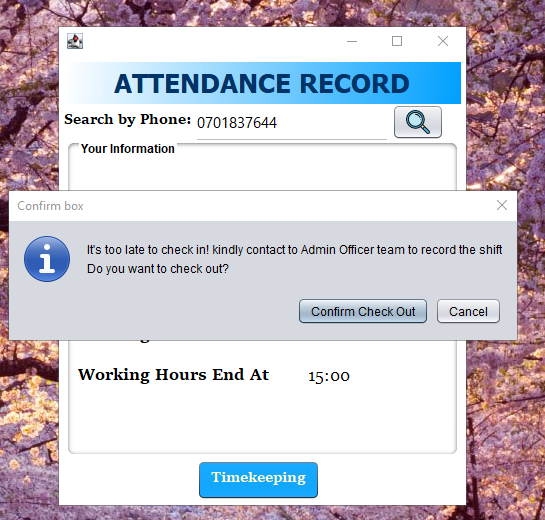 ATTENDANCE RECORD
Search by Phone: 0701837644
Your Information
Confirm box
It's too late to check in! kindly contact to Admin Officer team to record the shift
Do you want to check out?
Confirm Check Out Cancel
Working Hours End At 15:00
Timekeeping